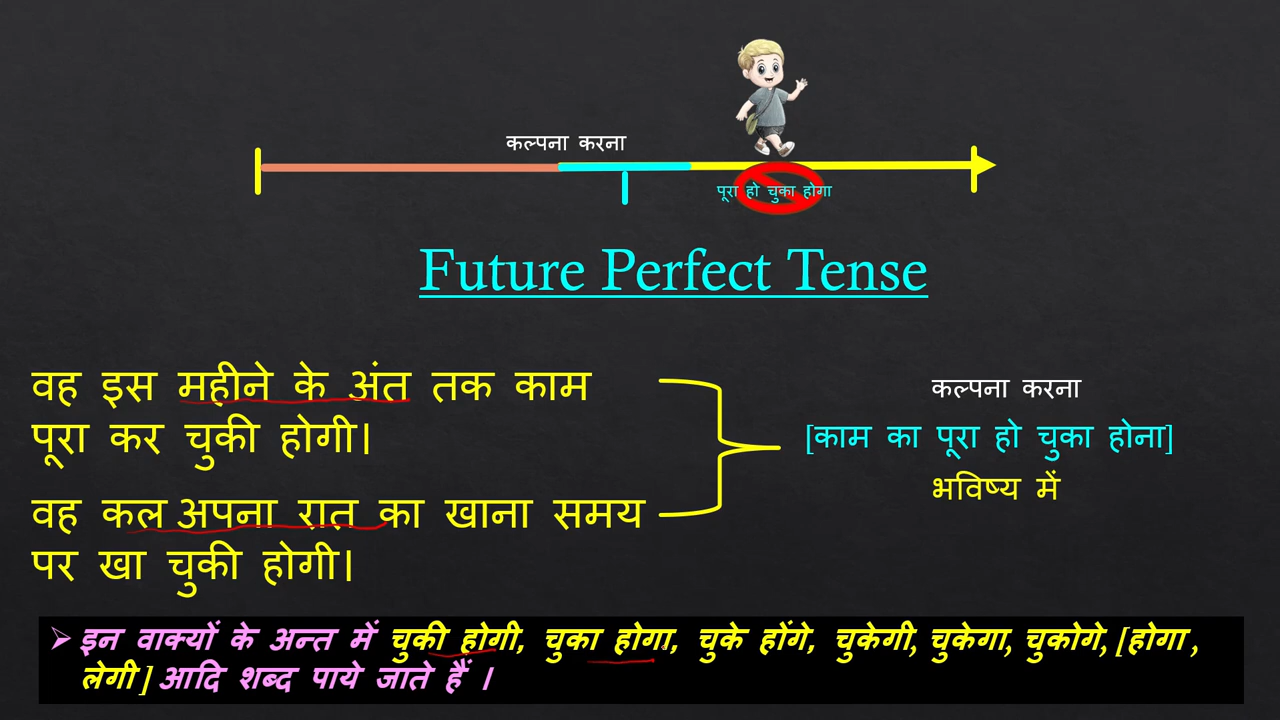 कल्पना करना
पूरा हो चुका होगा
Future Perfect Tense
वह इस महीने के अंत तक काम
पूरा कर चुकी होगी।
वह कल अपना रात का खाना समय
पर खा चुकी होगी।
कल्पना करना
[काम का पूरा हो चुका होना]
भविष्य में
➢ इन वाक्यों के अन्त में चुकी होगी, चुका होगा, चुके होंगे, चुकेगी, चुकेगा, चुकोगे, [होगा ,
लेगी ] आदि शब्द पाये जाते हैं ।